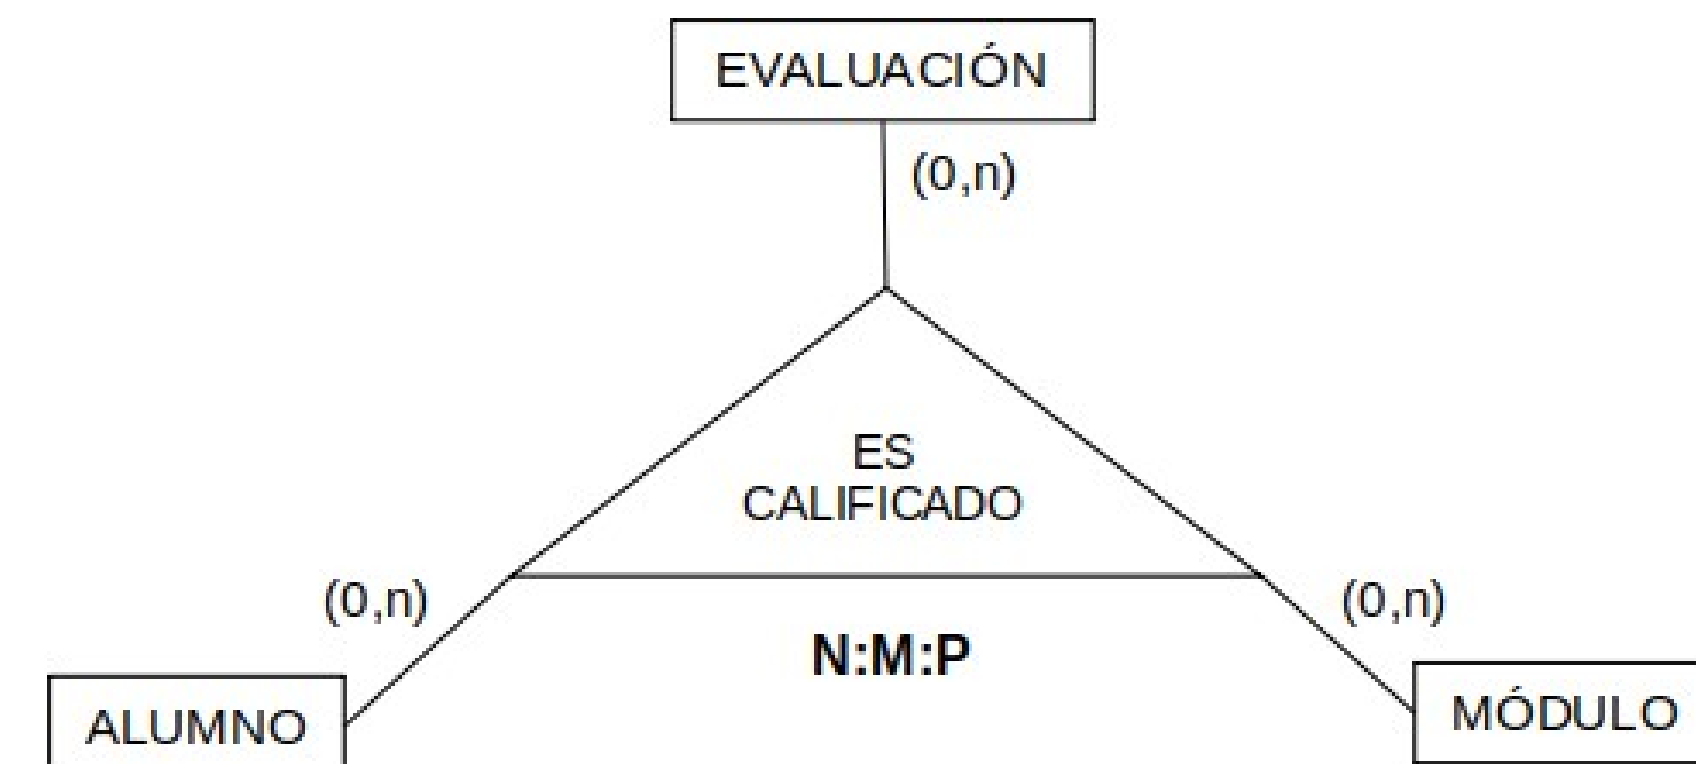 EVALUACIÓN
(0,n)
ES
CALIFICADO
(0,n)
(0,n)
N:M:P
ALUMNO
MÓDULO